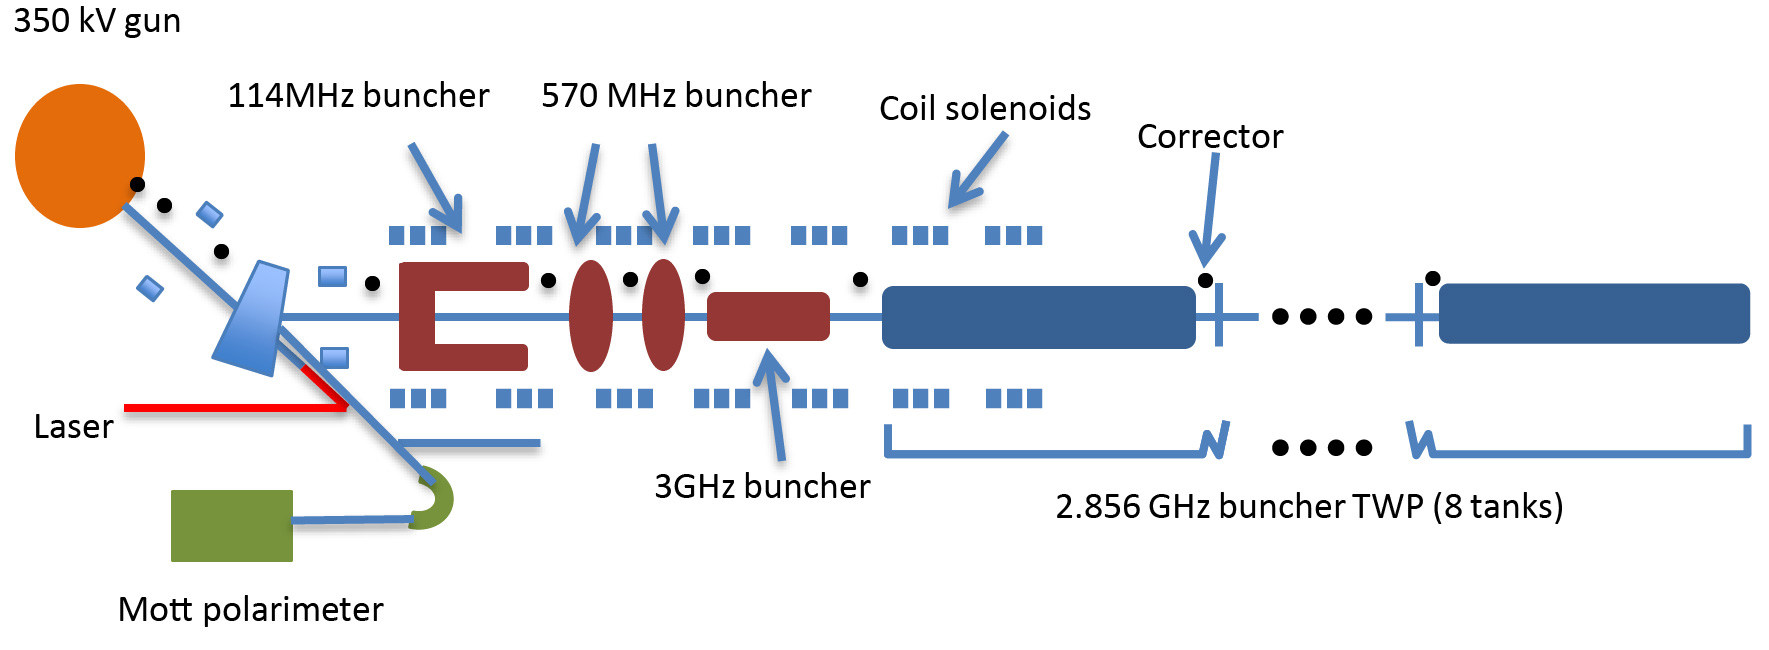 350 kV gun
114MHz buncher
570 MHz buncher
Coil solenoids
Corrector
Laser
3GHz buncher
2.856 GHz buncher TWP (8 tanks)
Mott polarimeter